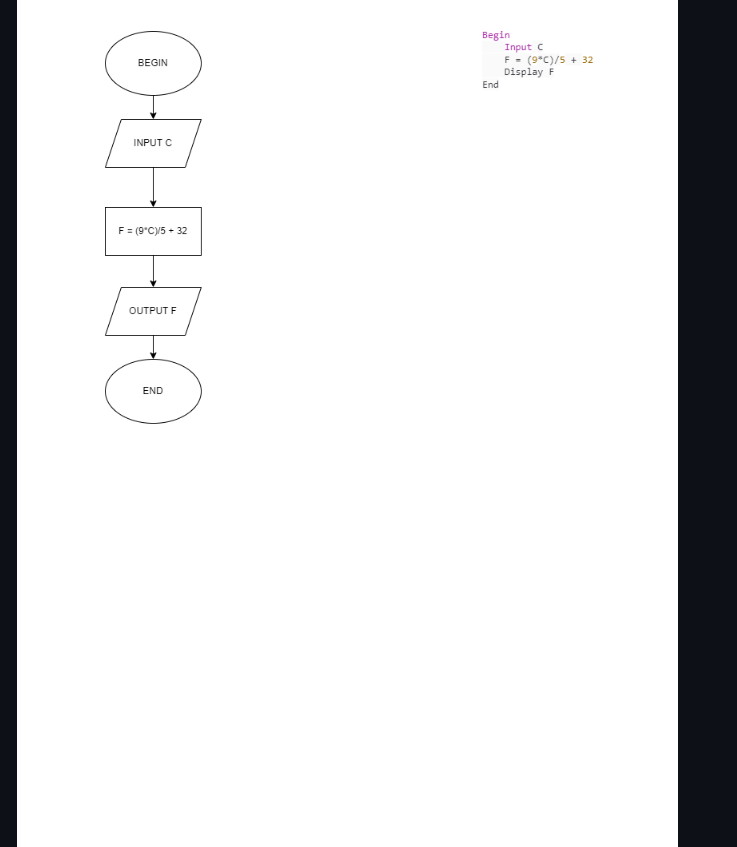 BEGIN
INPUT C
F = (9*C)/5 + 32
OUTPUT F
END
Begin
Input C
F = (9*C)/5 + 32
Display F
End